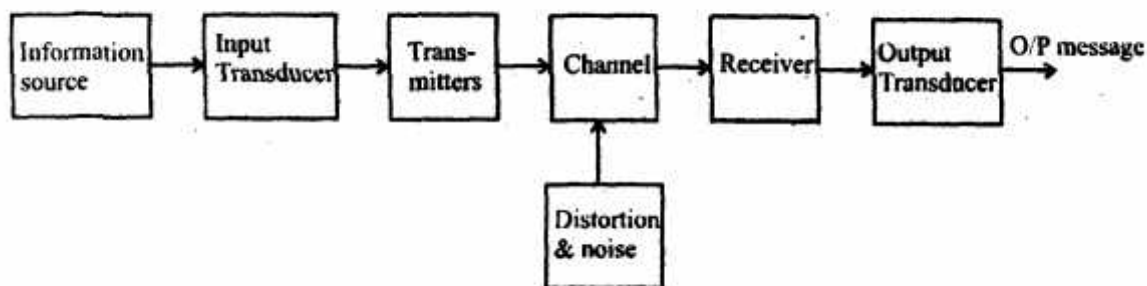 Information
source
Input
Transducer
Trans-
mitters
Channel
Receiver
Output
Transducer
O/P message
Distortion
& noise